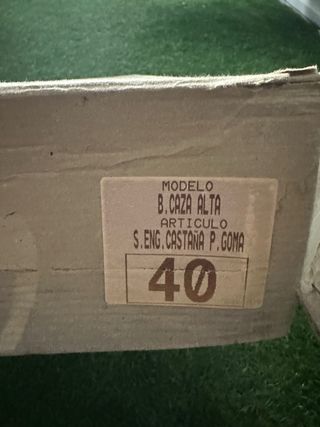 MODELO
B.CAZA ALTA
ARTICULO
S.ENG.CASTAÑA P.GOMA
40